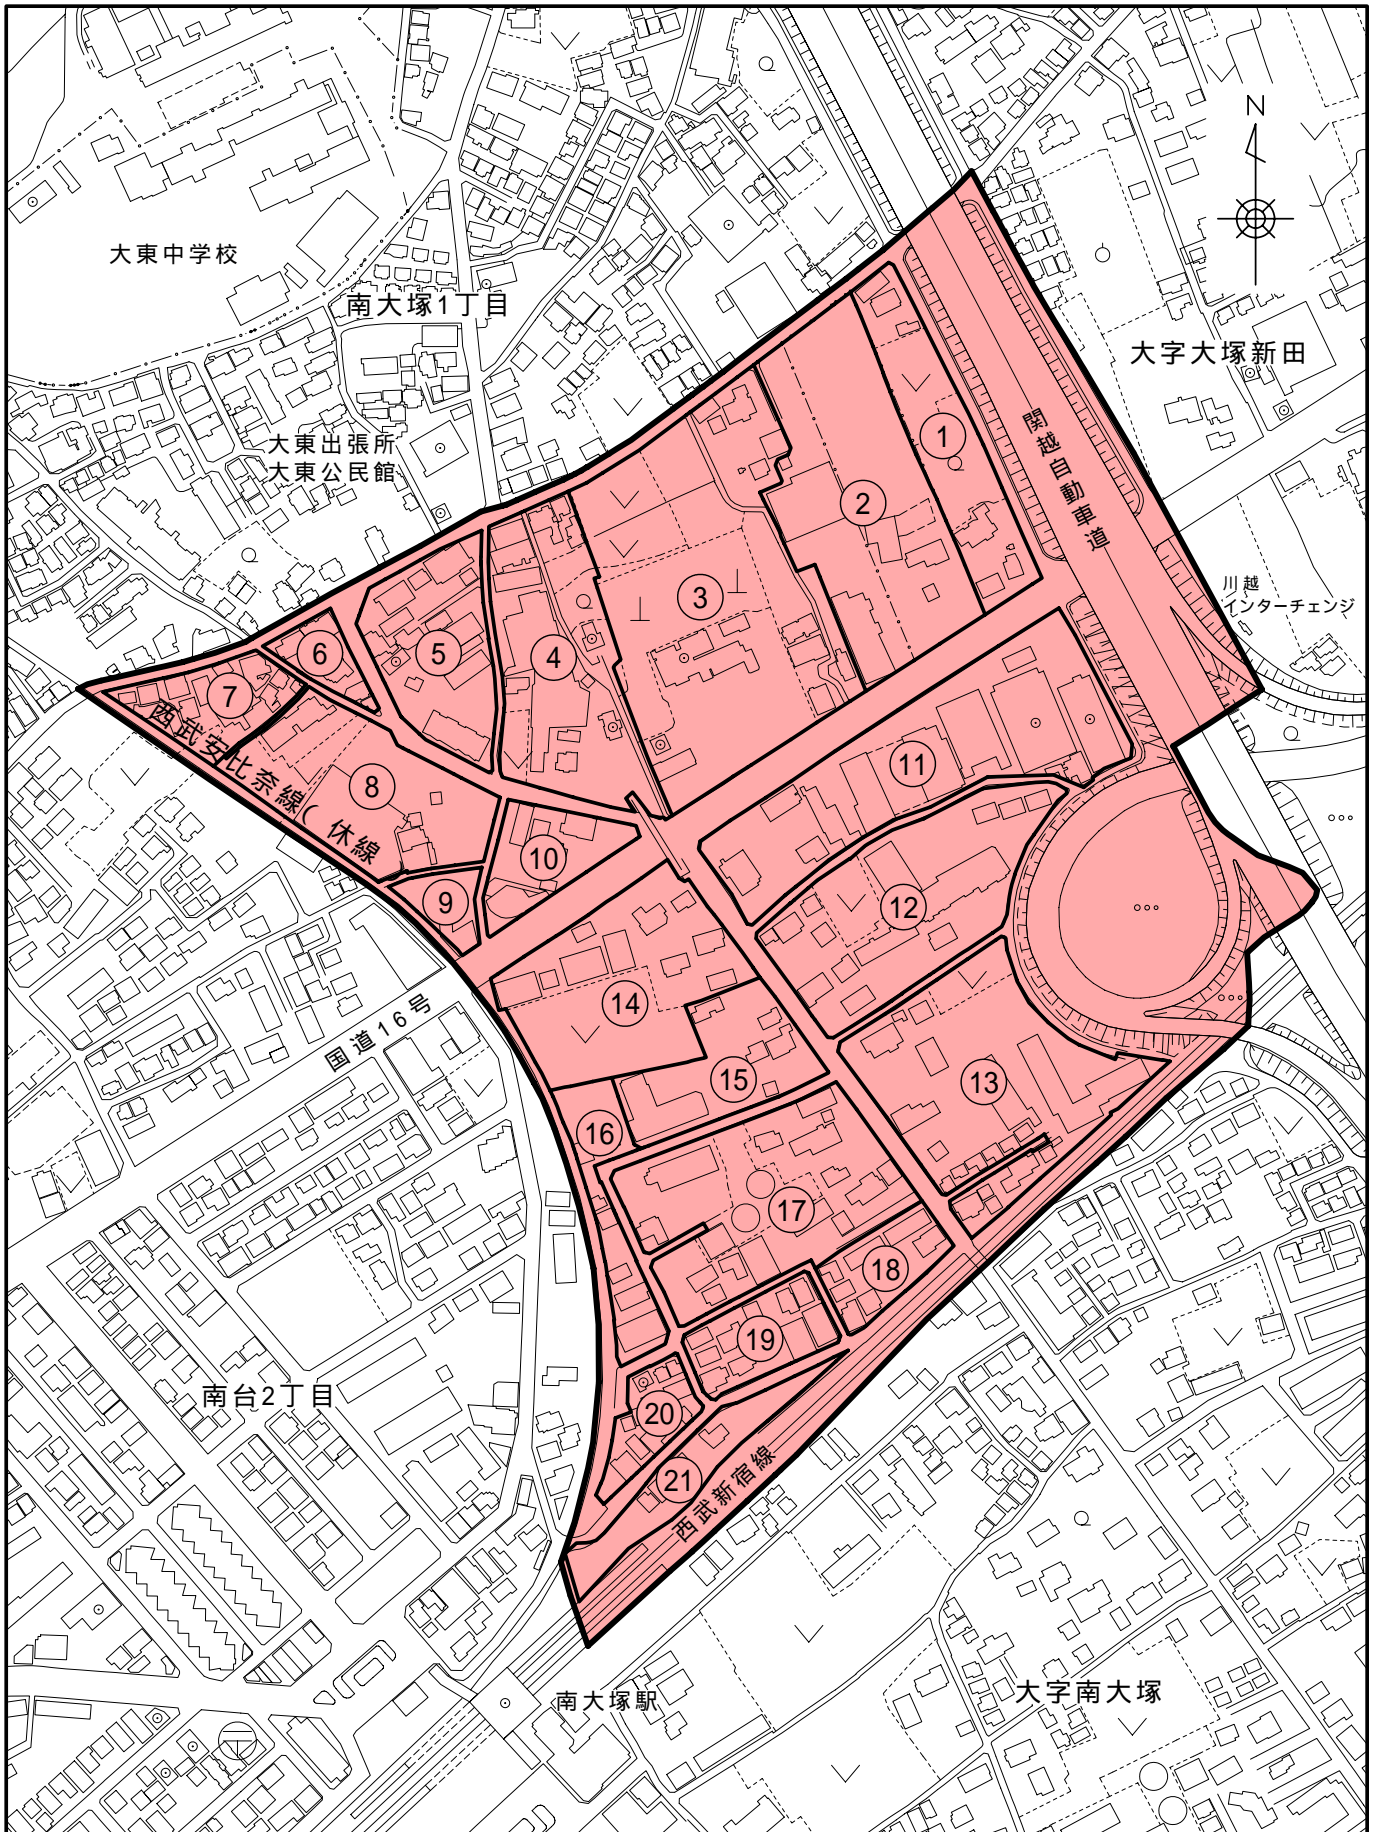 N
大東中学校
南大塚1丁目
大字大塚新田
関越自動車道
大東出張所
大東公民館
1
2
川越
インターチェンジ
3
4
5
6
7
西武安比奈線(休線)
8
9
10
11
12
13
14
国道16号
15
16
17
18
19
20
21
南台2丁目
西武新宿線
南大塚駅
大字南大塚